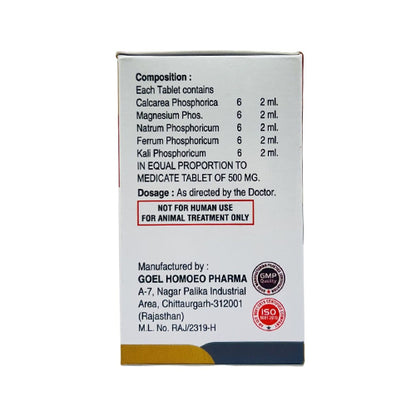 Composition :
Each Tablet contains
Calcarea Phosphorica 6 2 ml.
Magnesium Phos. 6 2 ml.
Natrum Phosphoricum 6 2 ml.
Ferrum Phosphoricum 6 2 ml.
Kali Phosphoricum 6 2 ml.
IN EQUAL PROPORTION TO
MEDICATE TABLET OF 500 MG.
Dosage : As directed by the Doctor.
NOT FOR HUMAN USE
FOR ANIMAL TREATMENT ONLY
Manufactured by :
GOEL HOMOEO PHARMA
A-7, Nagar Palika Industrial
Area, Chittaurgarh-312001
(Rajasthan)
M.L. No. RAJ/2319-H
GMP
Quality
ISO